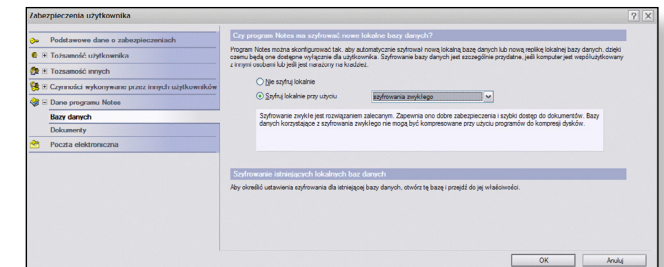 Zabezpieczenia użytkownika
Podstawowe dane o zabezpieczeniach
Tożsamość użytkownika
Tożsamość innych
Czynności wykonywane przez innych użytkowników
Dane programu Notes
Bazy danych
Dokumenty
Poczta elektroniczna
Czy program Notes ma szyfrować nowe lokalne bazy danych?
Program Notes można skonfigurować tak, aby automatycznie szyfrował nową lokalną bazę danych lub nową replikę lokalnej bazy danych, dzięki
czemu będą one dostępne wyłącznie dla użytkownika. Szyfrowanie bazy danych jest szczególnie przydatne, jeśli komputer jest współużytkowany
z innymi osobami lub jeśli jest narażony na kradzież.
Nie szyfruj lokalnie
Szyfruj lokalnie przy użyciu szyfrowania zwykłego
Szyfrowanie zwykłe jest rozwiązaniem zalecanym. Zapewnia ono dobre zabezpieczenia i szybki dostęp do dokumentów. Bazy
danych korzystające z szyfrowania zwykłego nie mogą być kompresowane przy użyciu programów do kompresji dysków.
Szyfrowanie istniejących lokalnych baz danych
Aby określić ustawienia szyfrowania dla istniejącej bazy danych, otwórz tę bazę i przejdź do jej właściwości.
OK Anuluj